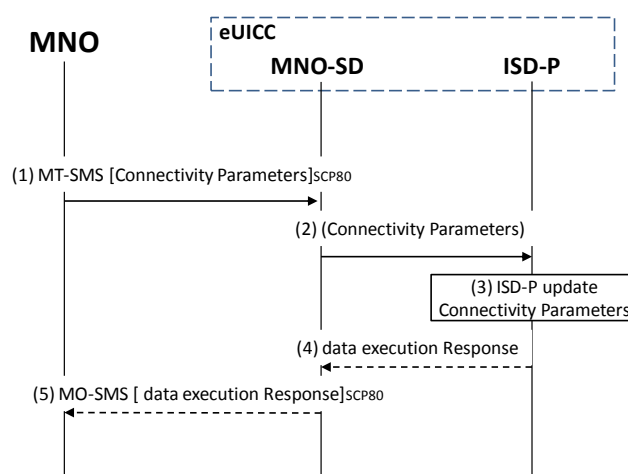 eUICC
MNO
MNO-SD
ISD-P
(1) MT-SMS [Connectivity Parameters]SCP80
(2) (Connectivity Parameters)
(3) ISD-P update
Connectivity Parameters
(4) data execution Response
(5) MO-SMS [ data execution Response]SCP80